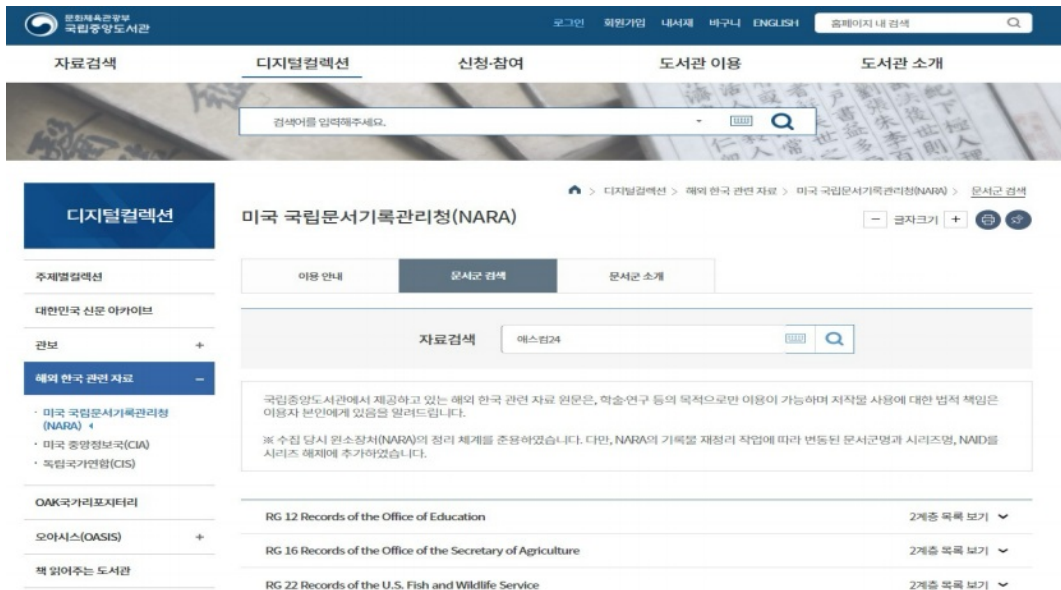 문화체육관광부
국립중앙도서관
로그인 회원가입 내서재 바구니 ENGLISH 홈페이지 내 검색
자료검색 디지털컬렉션 신청·참여 도서관 이용 도서관 소개
검색어를 입력해주세요.
디지털컬렉션 > 해외 한국 관련 자료 > 미국 국립문서기록관리청(NARA) > 문서군 검색
디지털컬렉션
미국 국립문서기록관리청(NARA)
- 글자크기 +
주제별컬렉션
대한민국 신문 아카이브
관보 +
해외 한국 관련 자료 –
· 미국 국립문서기록관리청
(NARA)
· 미국 중앙정보국(CIA)
· 독립국가연합(CIS)
OAK국가리포지터리
오아시스(OASIS) +
책 읽어주는 도서관
이용 안내 문서군 검색 문서군 소개
자료검색 애스컴24
국립중앙도서관에서 제공하고 있는 해외 한국 관련 자료 원문은, 학술·연구 등의 목적으로만 이용이 가능하며 저작물 사용에 대한 법적 책임은
이용자 본인에게 있음을 알려드립니다.
※ 수집 당시 원소장처(NARA)의 정리 체계를 준용하였습니다. 다만, NARA의 기록물 재정리 작업에 따라 변동된 문서군명과 시리즈명, NAID를
시리즈 해제에 추가하였습니다.
RG 12 Records of the Office of Education 2계층 목록 보기
RG 16 Records of the Office of the Secretary of Agriculture 2계층 목록 보기
RG 22 Records of the U.S. Fish and Wildlife Service 2계층 목록 보기